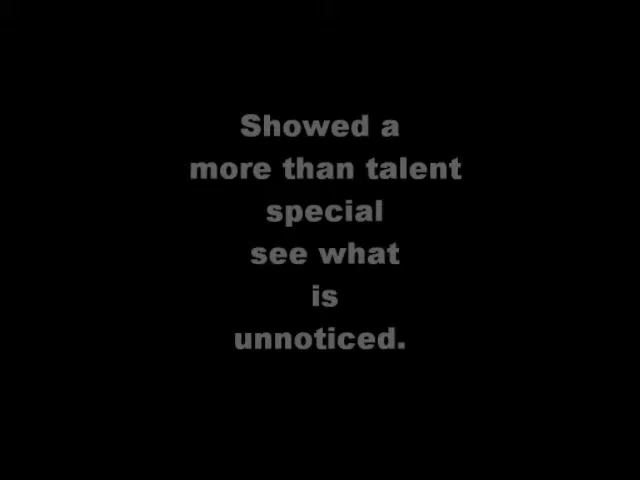 Showed a
more than talent
special
see what
is
unnoticed.